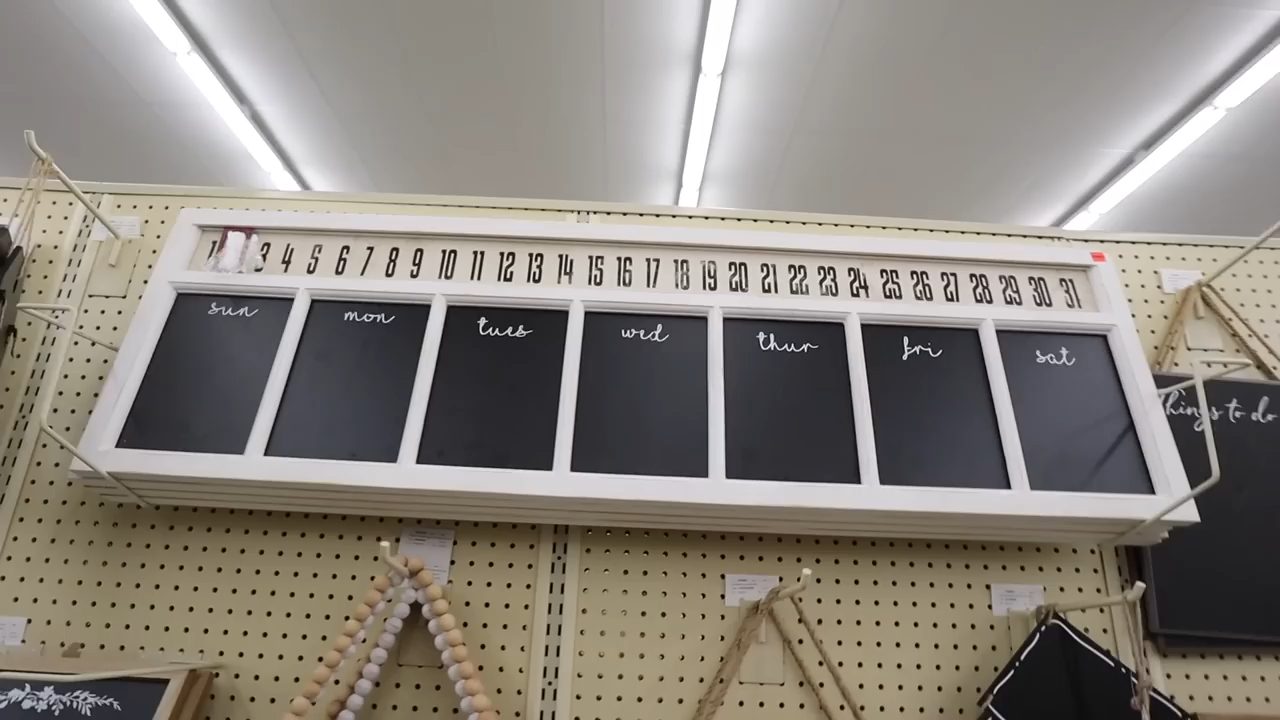 1 3 4 5 6 7 8 9 10 11 12 13 14 15 16 17 18 19 20 21 22 23 24 25 26 27 28 29 30 31
sun mon tues wed thur fri sat
Things to do